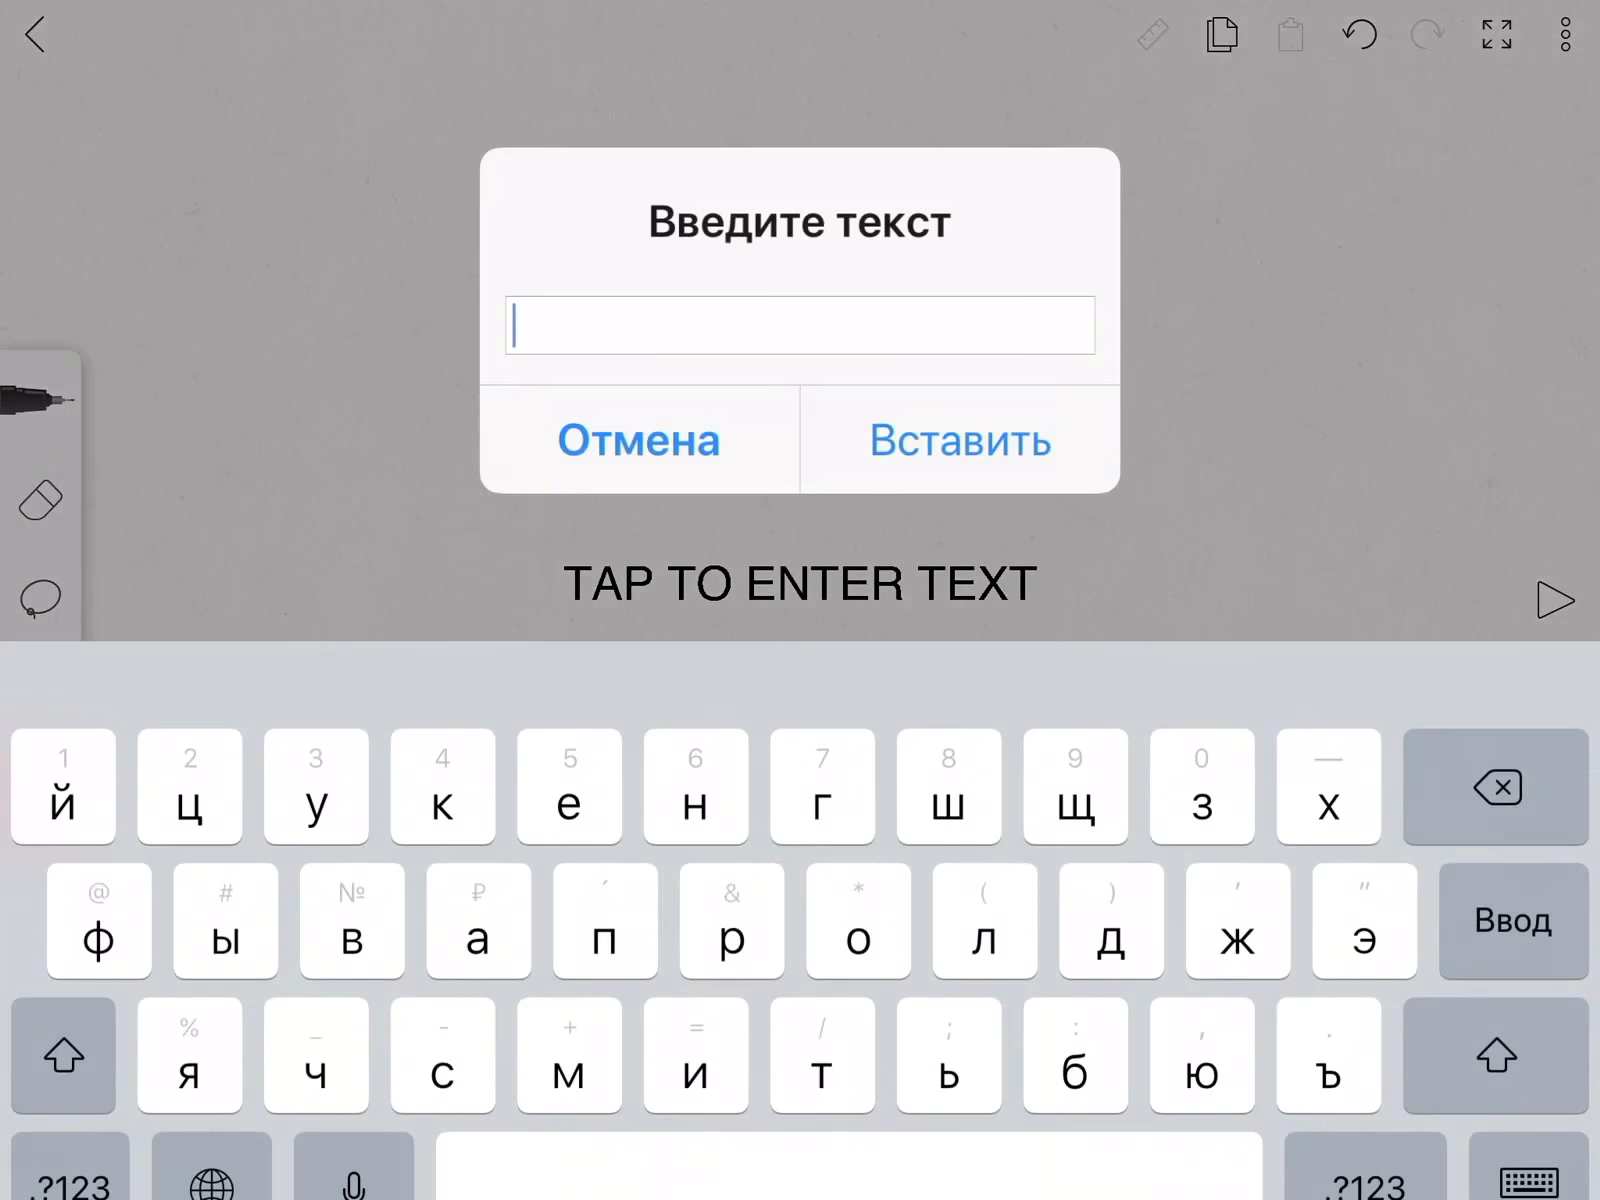 Введите текст
Отмена Вставить
TAP TO ENTER TEXT
1 2 3 4 5 6 7 8 9 0 —
й ц у к е н г ш щ з х
@ # № ₽ ´ & * ( ) ' "
ф ы в а п р о л д ж э Ввод
% _ - + = / ; : , .
я ч с м и т ь б ю ъ
.?123 .?123